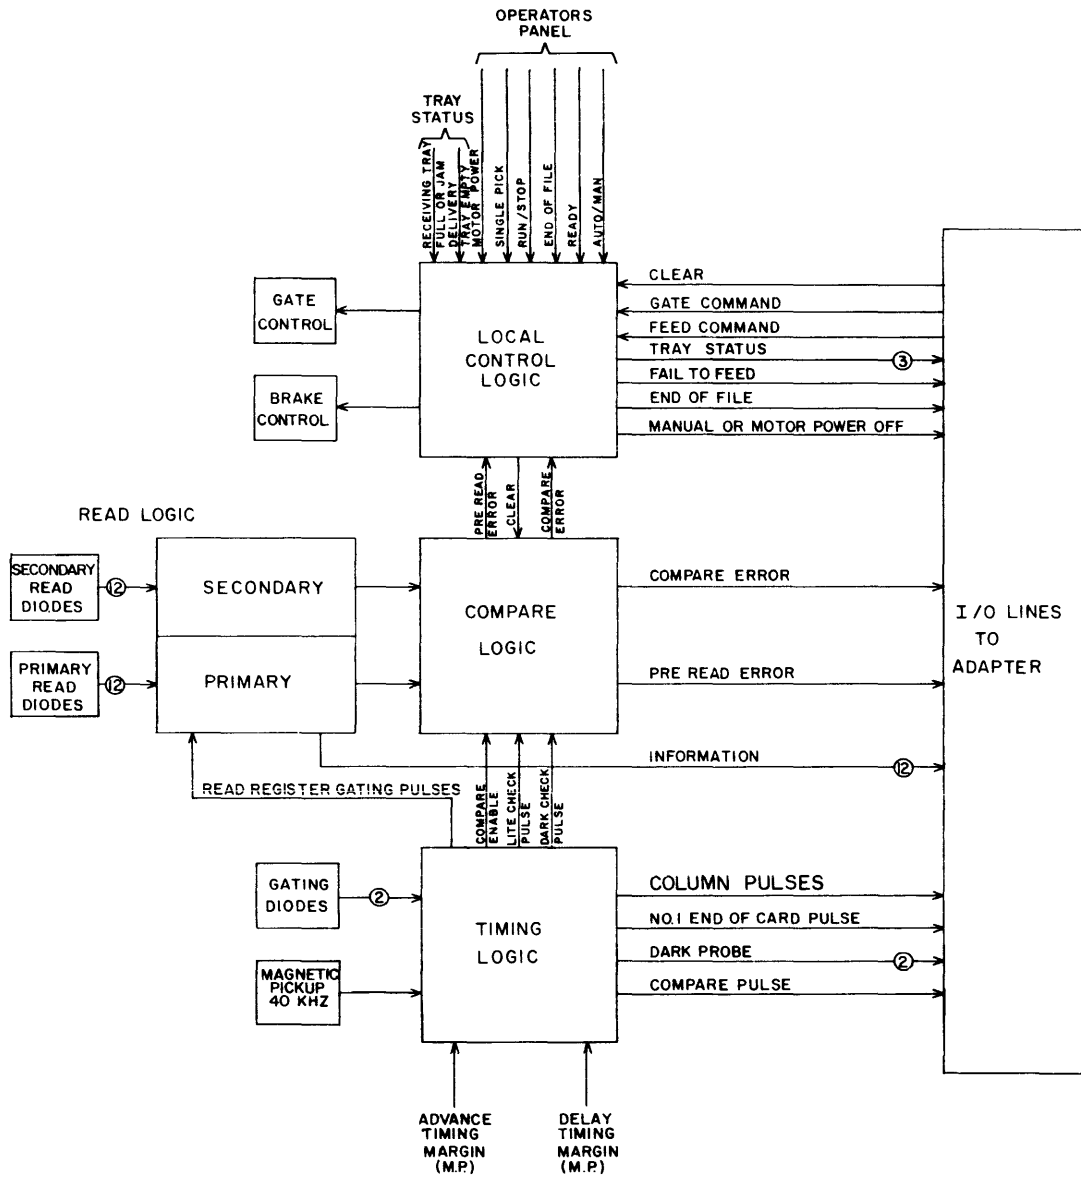 OPERATORS
PANEL
TRAY
STATUS
RECEIVING TRAY
FULL OR JAM
DELIVERY
TRAY EMPTY
MOTOR POWER
SINGLE PICK
RUN/STOP
END OF FILE
READY
AUTO/MAN
GATE
CONTROL
BRAKE
CONTROL
LOCAL
CONTROL
LOGIC
CLEAR
GATE COMMAND
FEED COMMAND
TRAY STATUS
3
FAIL TO FEED
END OF FILE
MANUAL OR MOTOR POWER OFF
PRE READ
ERROR
CLEAR
COMPARE
ERROR
READ LOGIC
SECONDARY
READ
DIODES
12
SECONDARY
PRIMARY
READ
DIODES
12
PRIMARY
COMPARE
LOGIC
COMPARE ERROR
PRE READ ERROR
I/O LINES
TO
ADAPTER
INFORMATION
12
READ REGISTER GATING PULSES
COMPARE
ENABLE
LITE CHECK
PULSE
DARK CHECK
PULSE
GATING
DIODES
2
MAGNETIC
PICKUP
40 KHZ
TIMING
LOGIC
COLUMN PULSES
NO.1 END OF CARD PULSE
DARK PROBE
2
COMPARE PULSE
ADVANCE
TIMING
MARGIN
(M.P.)
DELAY
TIMING
MARGIN
(M.P.)